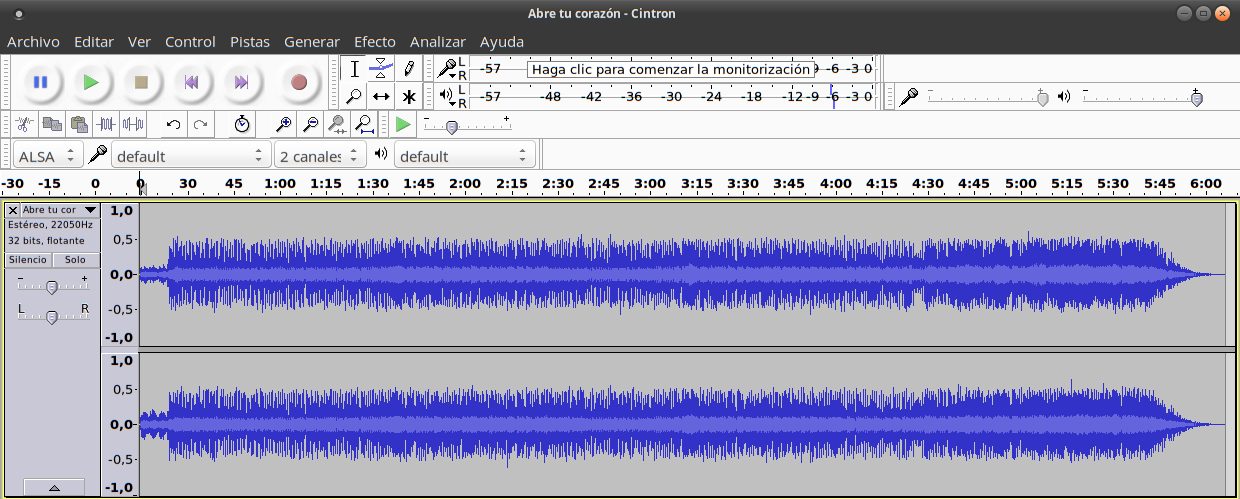 Abre tu corazón - Cintron
Archivo Editar Ver Control Pistas Generar Efecto Analizar Ayuda
L -57 Haga clic para comenzar la monitorización -6 -3 0
R
L -57 -48 -42 -36 -30 -24 -18 -12 -9 -6 -3 0
R
ALSA default 2 canales default
-30 -15 0 0 30 45 1:00 1:15 1:30 1:45 2:00 2:15 2:30 2:45 3:00 3:15 3:30 3:45 4:00 4:15 4:30 4:45 5:00 5:15 5:30 5:45 6:00
Abre tu cor 1,0
Estéreo, 22050Hz
32 bits, flotante 0,5
Silencio Solo
- + 0,0
L R -0,5
-1,0
1,0
0,5
0,0
-0,5
-1,0